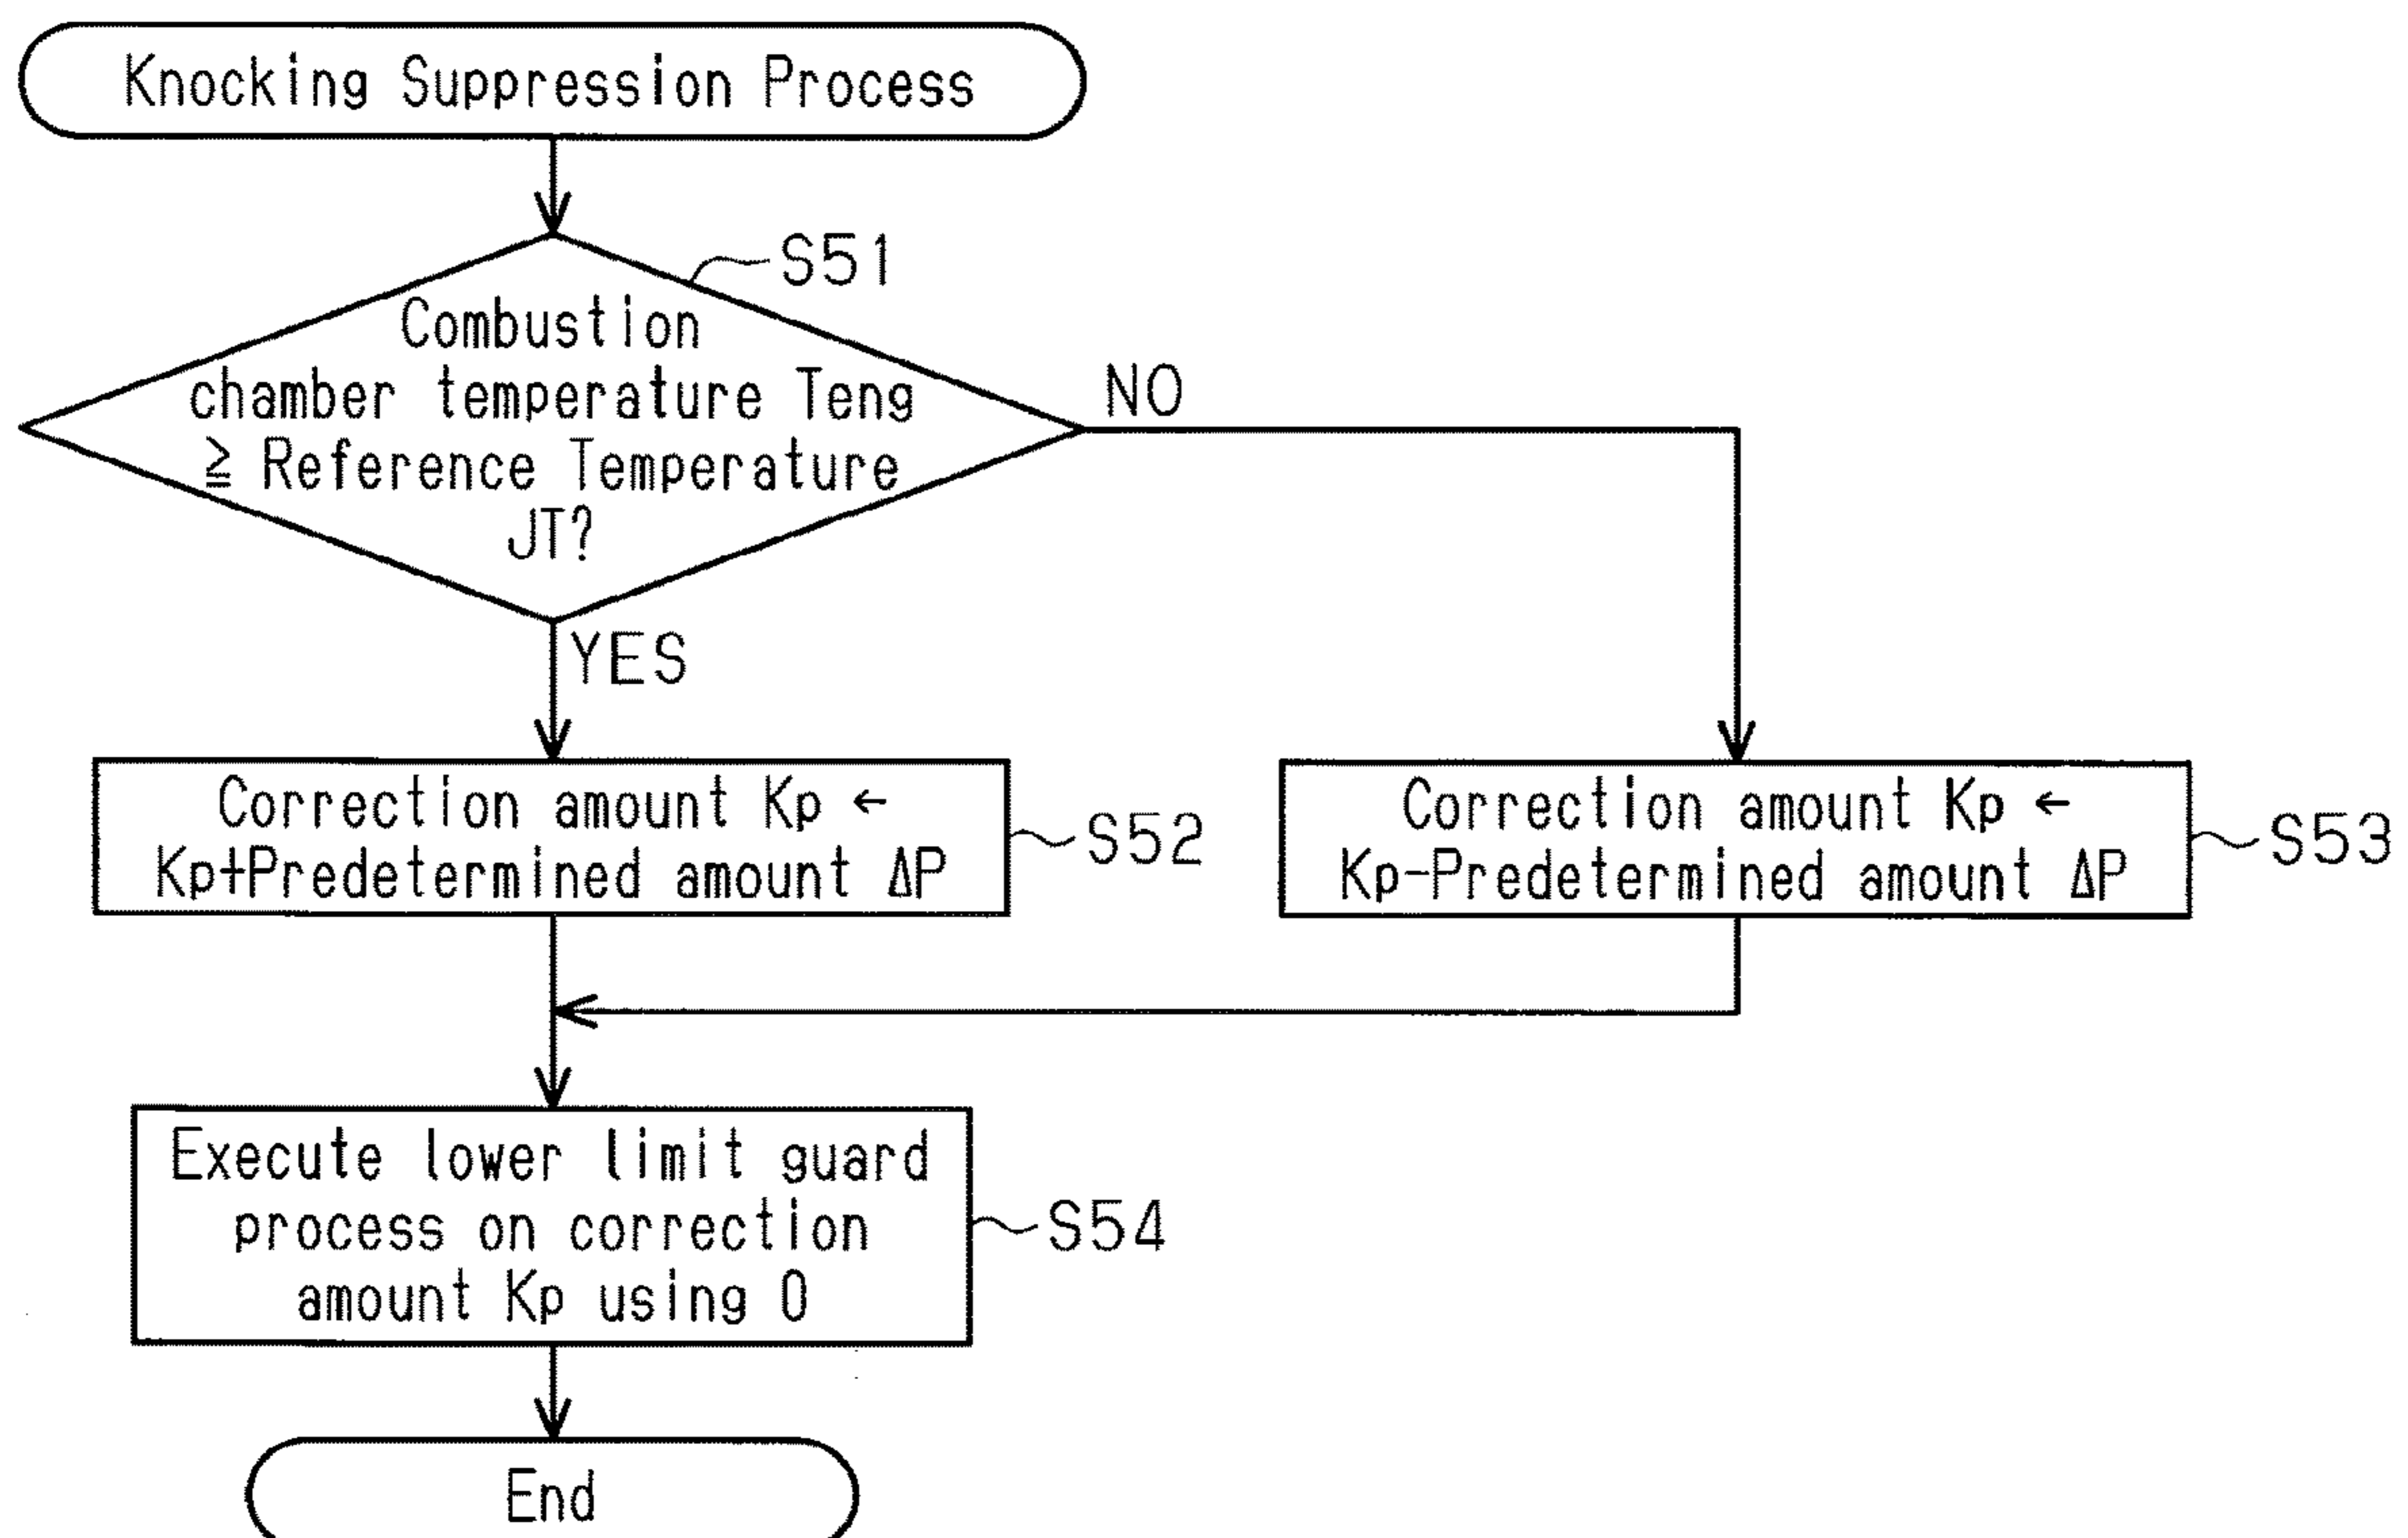 Knocking Suppression Process
S51
Combustion
chamber temperature Teng
≧ Reference Temperature
JT?
NO
YES
Correction amount Kp ←
Kp+Predetermined amount ΔP
S52
Correction amount Kp ←
Kp-Predetermined amount ΔP
S53
Execute lower limit guard
process on correction
amount Kp using 0
S54
End